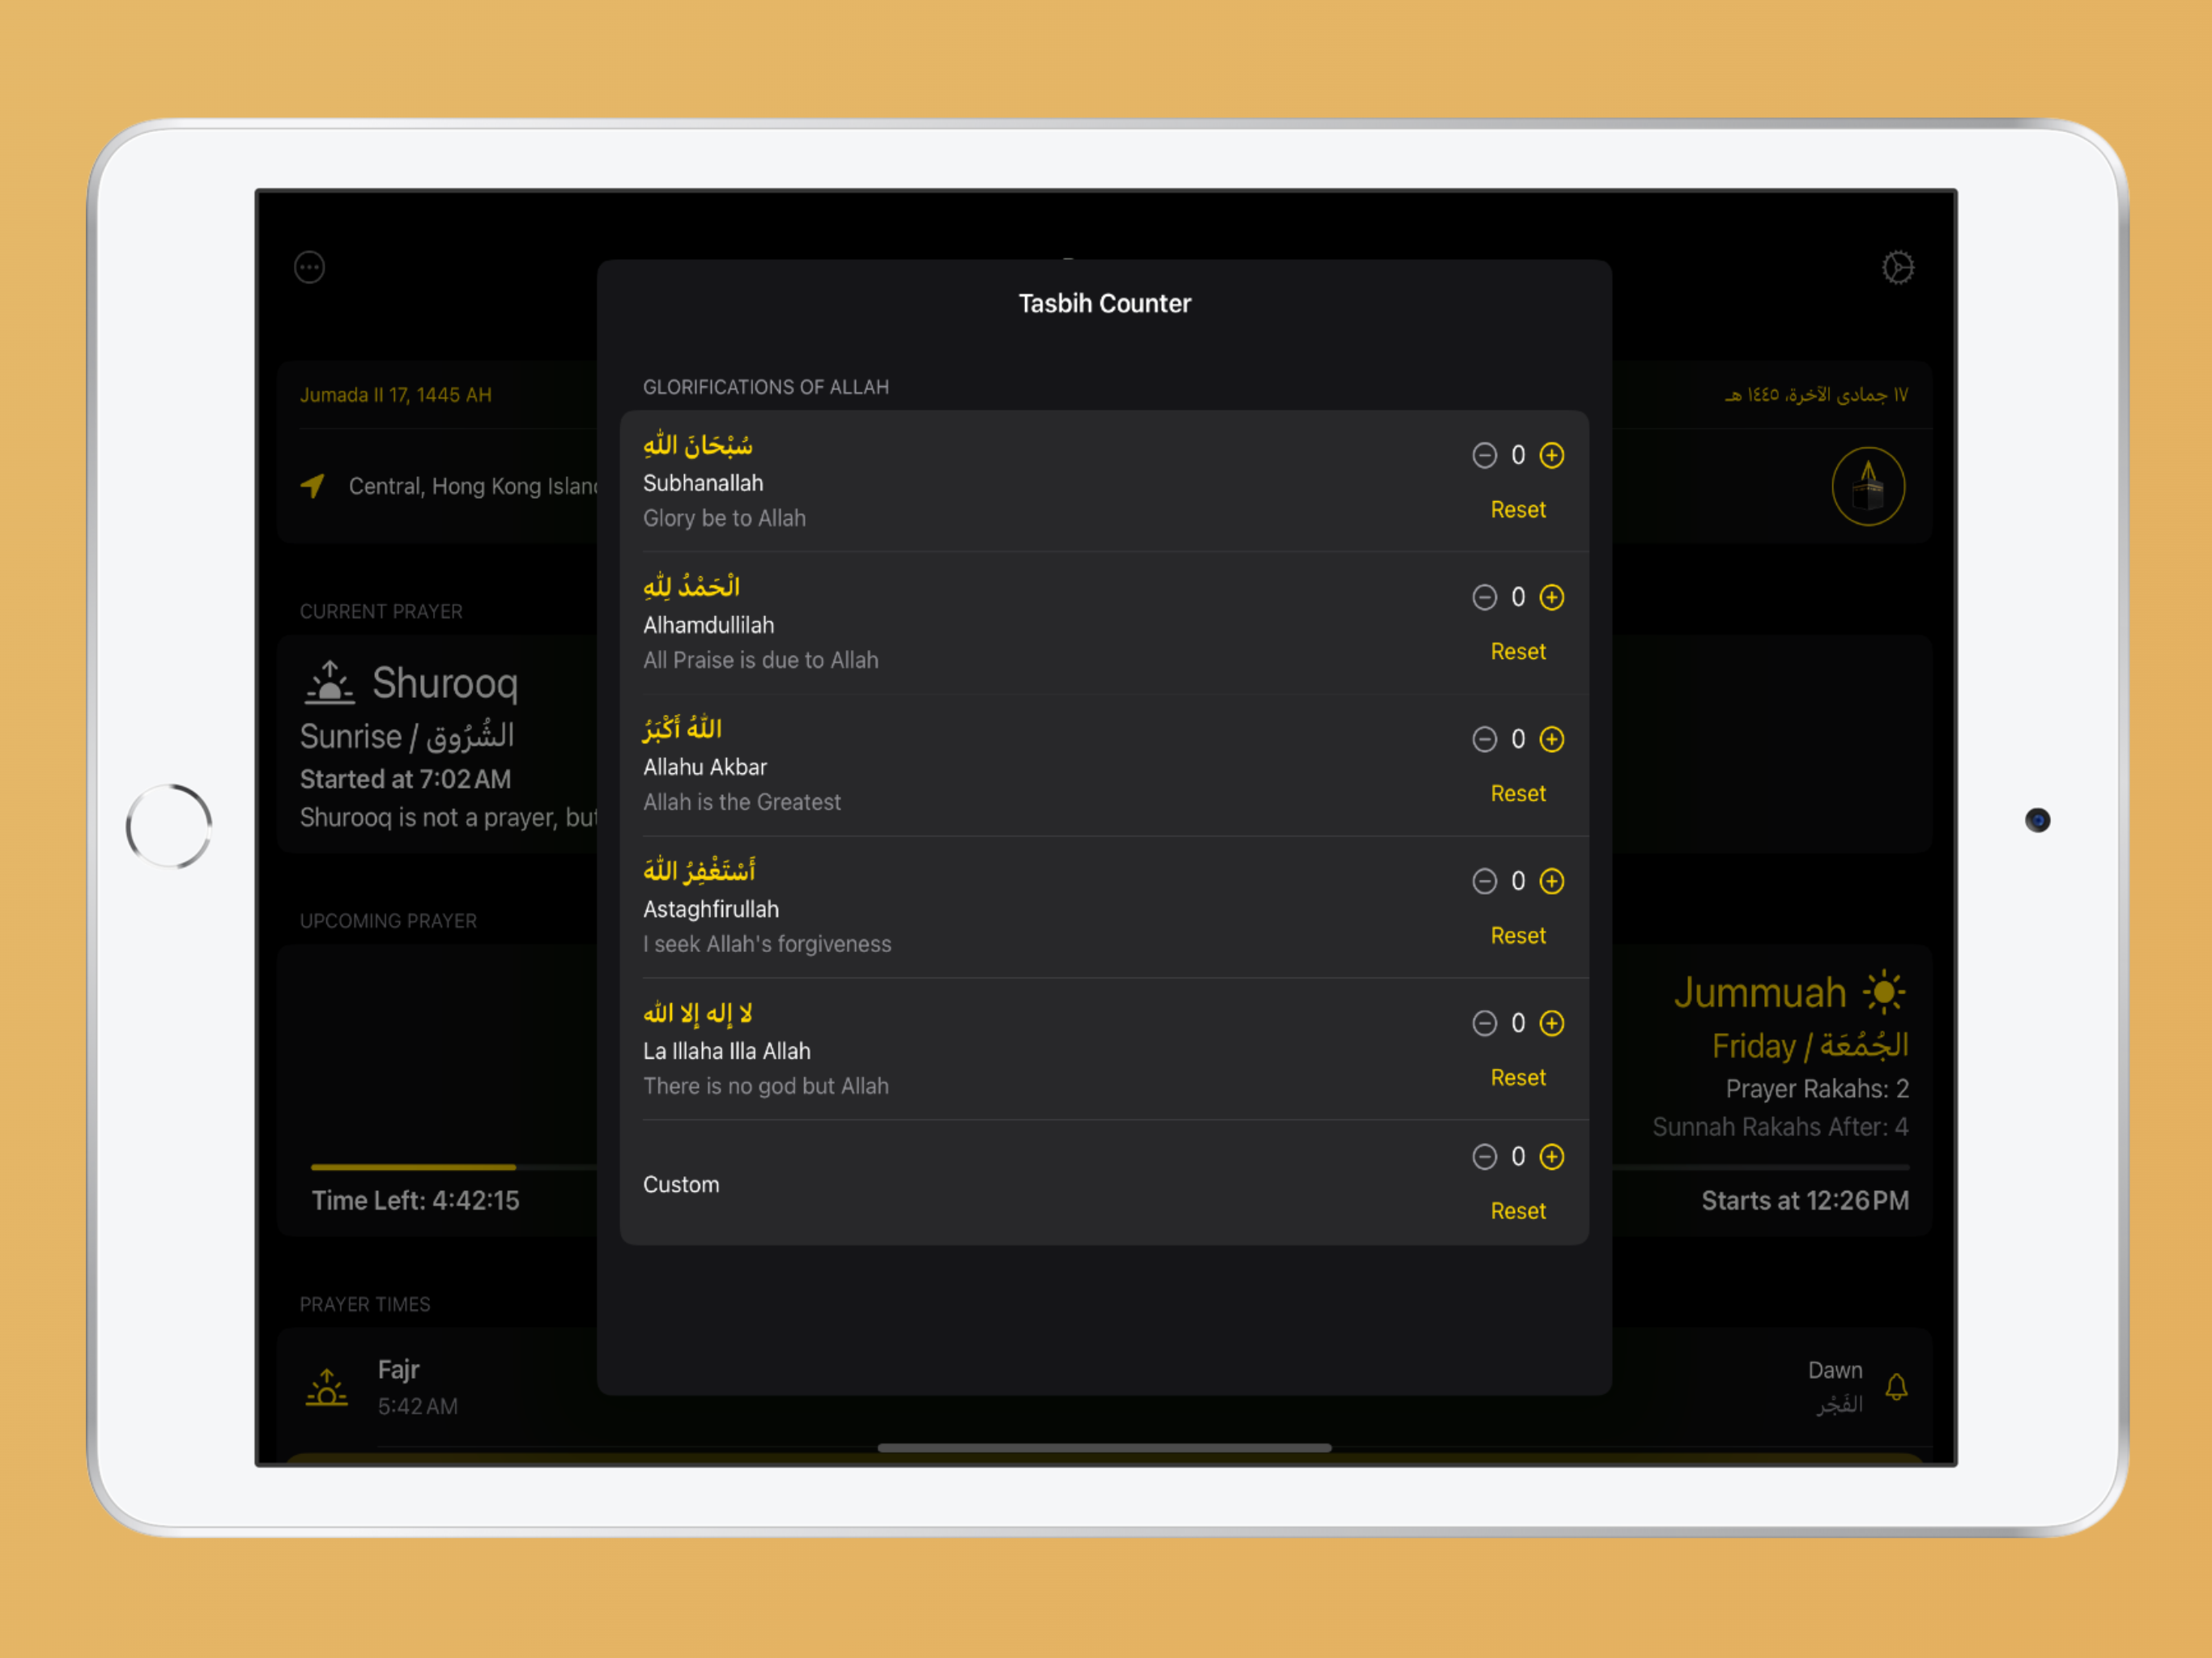 Tasbih Counter
GLORIFICATIONS OF ALLAH
سُبْحَانَ اللَّهِ
Subhanallah
Glory be to Allah
0
Reset
الْحَمْدُ لِلَّهِ
Alhamdullilah
All Praise is due to Allah
0
Reset
اللَّهُ أَكْبَرُ
Allahu Akbar
Allah is the Greatest
0
Reset
أَسْتَغْفِرُ اللَّهَ
Astaghfirullah
I seek Allah's forgiveness
0
Reset
لا إله إلا الله
La Illaha Illa Allah
There is no god but Allah
0
Reset
Custom
0
Reset
Jumada II 17, 1445 AH
١٧ جمادى الآخرة، ١٤٤٥ هـ
Central, Hong Kong Islan
CURRENT PRAYER
Shurooq
Sunrise / الشُرُوق
Started at 7:02 AM
Shurooq is not a prayer, but
UPCOMING PRAYER
Jummuah
Friday / الجُمُعَة
Prayer Rakahs: 2
Sunnah Rakahs After: 4
Time Left: 4:42:15
Starts at 12:26 PM
PRAYER TIMES
Fajr
5:42 AM
Dawn
الفَجْر